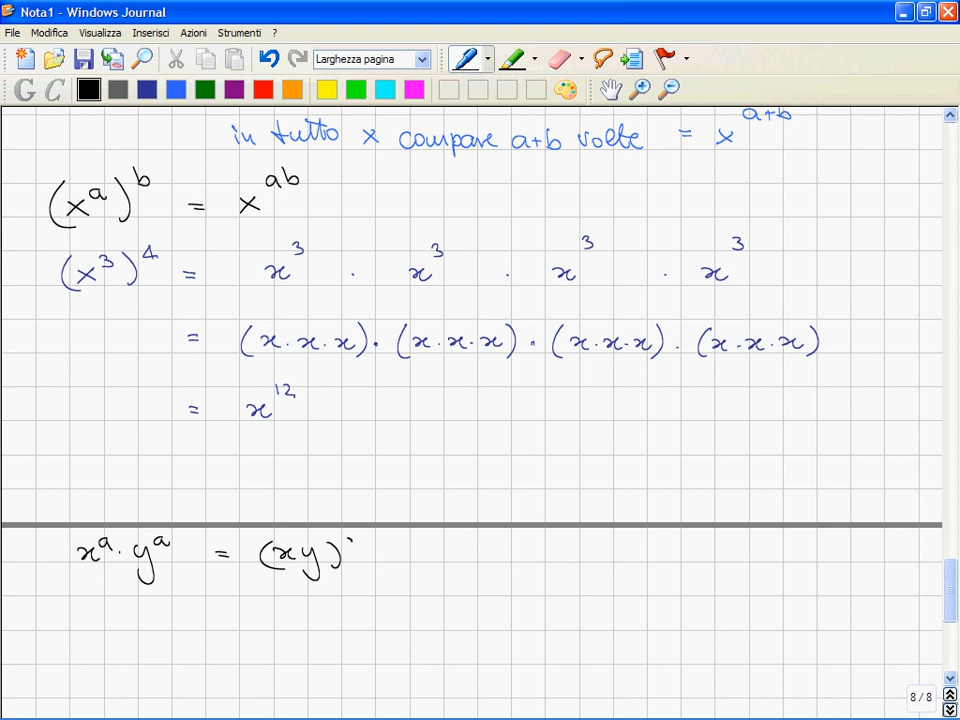 Nota1 - Windows Journal
File Modifica Visualizza Inserisci Azioni Strumenti ?
Larghezza pagina
G C
in tutto x compare a+b volte = x^{a+b}
(x^a)^b = x^{ab}
(x^3)^4 = x^3 · x^3 · x^3 · x^3
= (x·x·x)·(x·x·x)·(x·x·x)·(x·x·x)
= x^{12}
x^a · y^a = (xy)
8/8